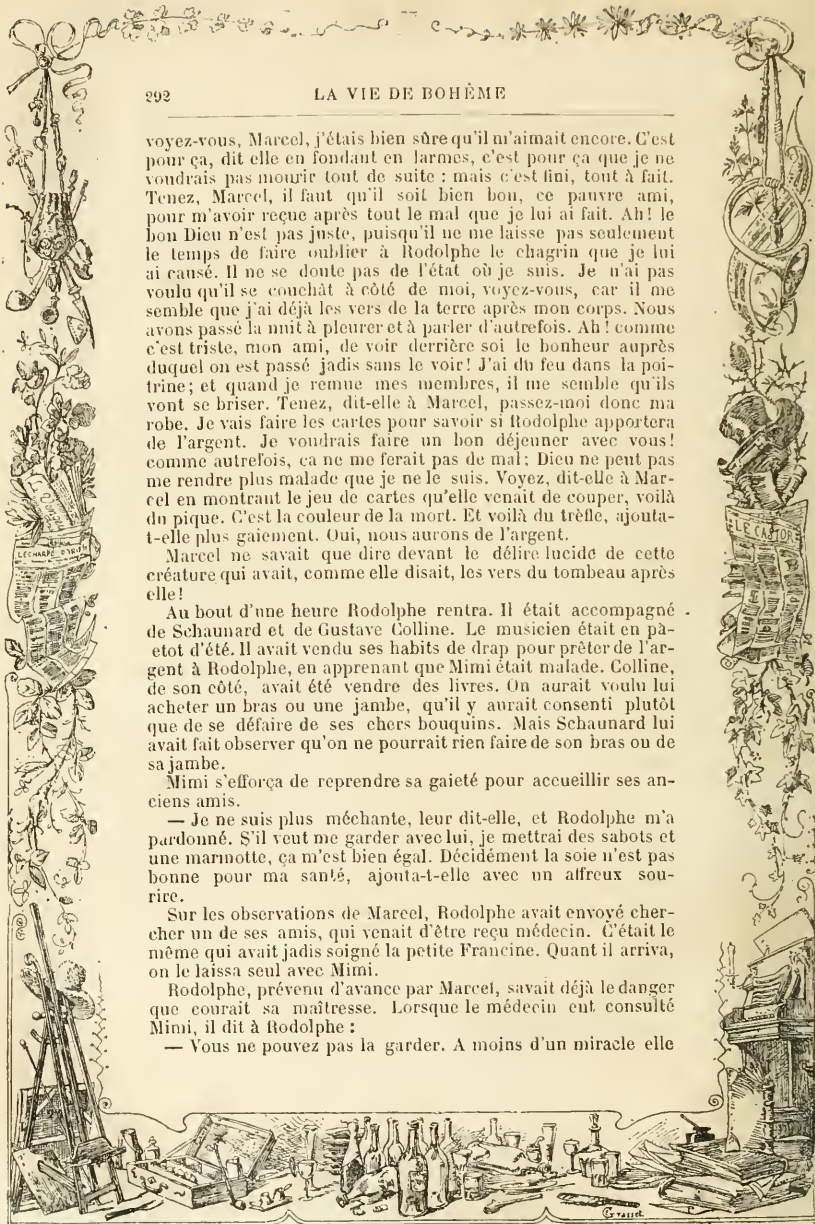 292 LA VIE DE BOHÊME
voyez-vous, Marcel, j'étais bien sûre qu'il m'aimait encore. C'est
pour ça, dit elle en fondant en larmes, c'est pour ça que je ne
voudrais pas mourir tout de suite : mais c'est fini, tout à fait.
Tenez, Marcel, il faut qu'il soit bien bon, ce pauvre ami,
pour m'avoir reçue après tout le mal que je lui ai fait. Ah! le
bon Dieu n'est pas juste, puisqu'il ne me laisse pas seulement
le temps de faire oublier à Rodolphe le chagrin que je lui
ai causé. Il ne se doute pas de l'état où je suis. Je n'ai pas
voulu qu'il se couchât à côté de moi, voyez-vous, car il me
semble que j'ai déjà les vers de la terre après mon corps. Nous
avons passé la nuit à pleurer et à parler d'autrefois. Ah! comme
c'est triste, mon ami, de voir derrière soi le bonheur auprès
duquel on est passé jadis sans le voir! J'ai du feu dans la poi-
trine; et quand je remue mes membres, il me semble qu'ils
vont se briser. Tenez, dit-elle à Marcel, passez-moi donc ma
robe. Je vais faire les cartes pour savoir si Rodolphe apportera
de l'argent. Je voudrais faire un bon déjeuner avec vous!
comme autrefois, ca ne me ferait pas de mal; Dieu ne peut pas
me rendre plus malade que je ne le suis. Voyez, dit-elle à Mar-
cel en montrant le jeu de cartes qu'elle venait de couper, voilà
du pique. C'est la couleur de la mort. Et voilà du trèfle, ajouta-
t-elle plus gaiement. Oui, nous aurons de l'argent.
Marcel ne savait que dire devant le délire lucide de cette
créature qui avait, comme elle disait, les vers du tombeau après
elle!
Au bout d'une heure Rodolphe rentra. Il était accompagné
de Schaunard et de Gustave Colline. Le musicien était en pa-
etot d'été. Il avait vendu ses habits de drap pour prêter de l'ar-
gent à Rodolphe, en apprenant que Mimi était malade. Colline,
de son côté, avait été vendre des livres. On aurait voulu lui
acheter un bras ou une jambe, qu'il y aurait consenti plutôt
que de se défaire de ses chers bouquins. Mais Schaunard lui
avait fait observer qu'on ne pourrait rien faire de son bras ou de
sa jambe.
Mimi s'efforça de reprendre sa gaieté pour accueillir ses an-
ciens amis.
— Je ne suis plus méchante, leur dit-elle, et Rodolphe m'a
pardonné. S'il veut me garder avec lui, je mettrai des sabots et
une marmotte, ça m'est bien égal. Décidément la soie n'est pas
bonne pour ma santé, ajouta-t-elle avec un affreux sou-
rire.
Sur les observations de Marcel, Rodolphe avait envoyé cher-
cher un de ses amis, qui venait d'être reçu médecin. C'était le
même qui avait jadis soigné la petite Francine. Quant il arriva,
on le laissa seul avec Mimi.
Rodolphe, prévenu d'avance par Marcel, savait déjà le danger
que courait sa maîtresse. Lorsque le médecin eut consulté
Mimi, il dit à Rodolphe :
— Vous ne pouvez pas la garder. A moins d'un miracle elle
L'ECHARPE D'IRIS
LE CASTOR
Grasset